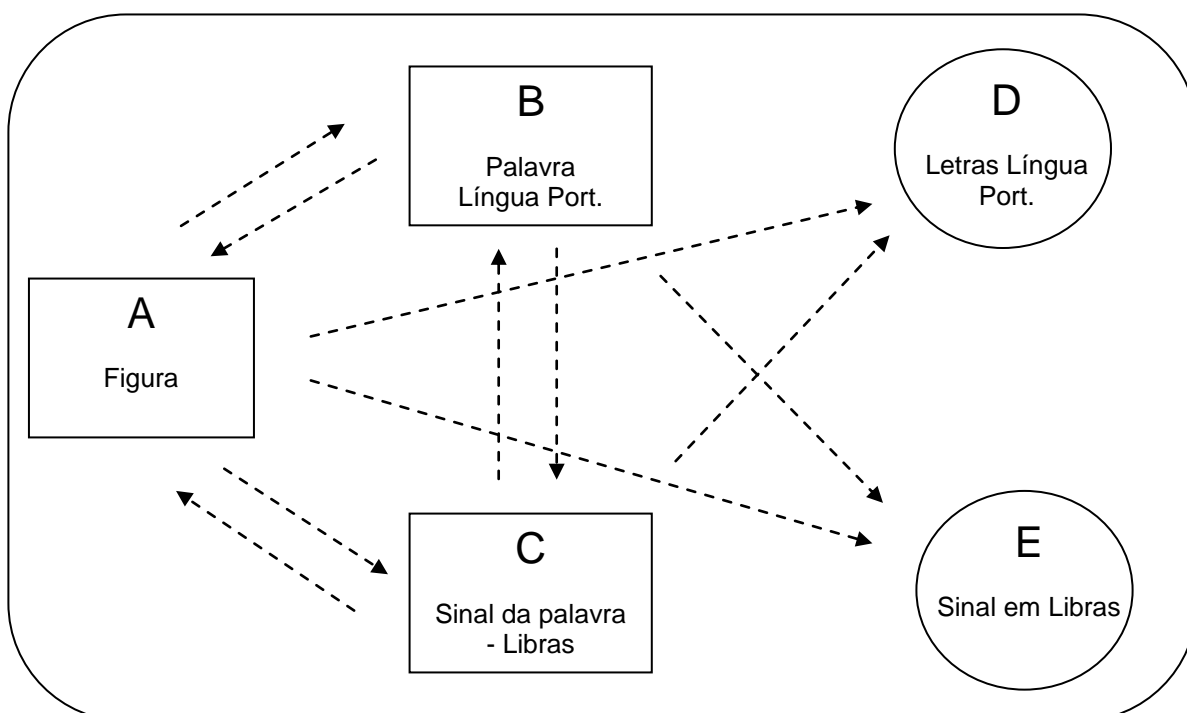 B
Palavra
Língua Port.
D
Letras Língua
Port.
A
Figura
C
Sinal da palavra
- Libras
E
Sinal em Libras